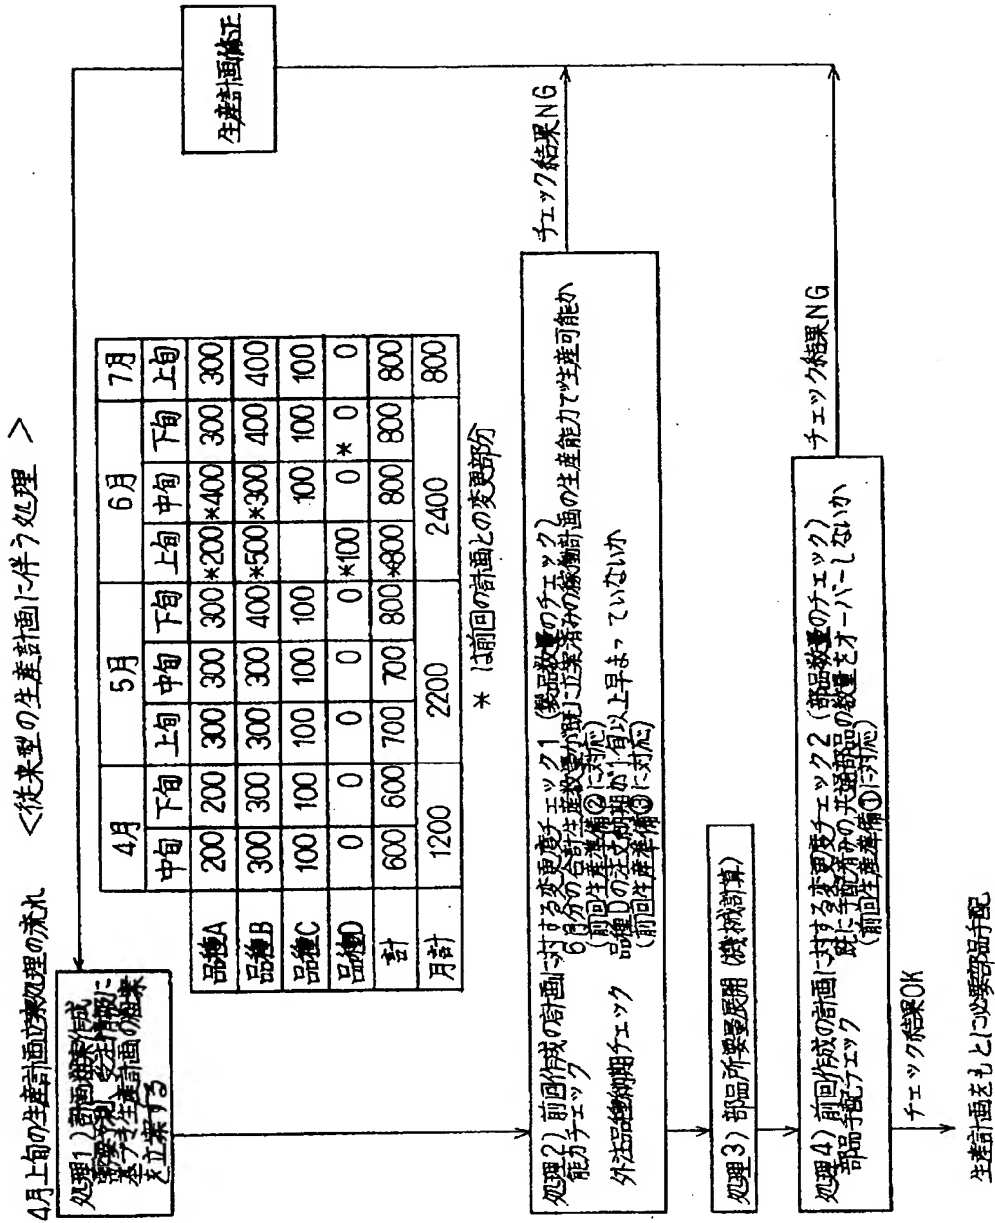 4月上旬の生産計画立案処理の流れ <従来型の生産計画に伴う処理>
処理1)計画粗案作成
需要予測、受注情報に
基づき生産計画の粗案
を立案する
生産計画修正
4月 5月 6月 7月
中旬 下旬 上旬 中旬 下旬 上旬 中旬 下旬 上旬
品種A 200 200 300 300 300 *200 *400 300 300
品種B 300 300 300 300 400 *500 *300 400 400
品種C 100 100 100 100 100 100 100 100
品種D 0 0 0 0 0 *100 0 * 0 0
計 600 600 700 700 800 *800 800 800 800
月計 1200 2200 2400 800
* は前回の計画との変更部分
処理2)前回作成の計画に対する変更度チェック1(製品数量のチェック)
能力チェック 6月分の合計生産数量が既に立案済みの稼働計画の生産能力で生産可能か
(前回生産準備②に対応)
外注品種納期チェック 品種Dの注文納期が1旬以上早まっていないか
(前回生産準備③に対応)
チェック結果NG
処理3)部品所要量展開(機械計算)
処理4)前回作成の計画に対する変更度チェック2(部品数量のチェック)
部品手配チェック 既に手配済みの共通部品の数量をオーバーしないか
(前回生産準備①に対応)
チェック結果NG
チェック結果OK
生産計画をもとに必要部品手配